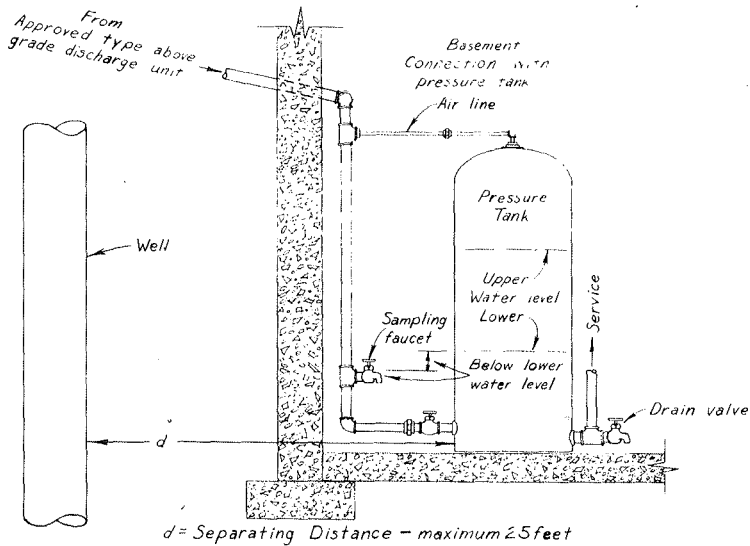 From
Approved type above
grade discharge unit
Basement
Connection with
pressure tank
Air line
Pressure
Tank
Well
Upper
Water level
Lower
Service
Sampling
faucet
Below lower
water level
Drain valve
d
d = Separating Distance - maximum 25 feet